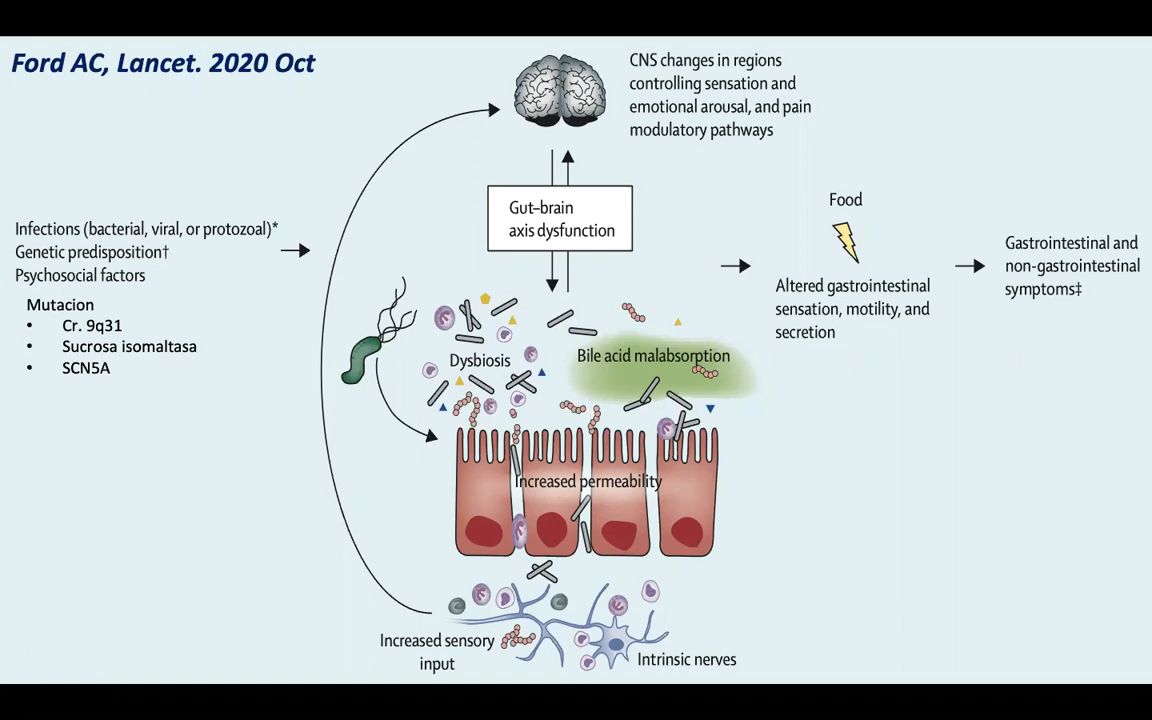 Ford AC, Lancet. 2020 Oct
CNS changes in regions
controlling sensation and
emotional arousal, and pain
modulatory pathways
Gut–brain
axis dysfunction
Infections (bacterial, viral, or protozoal)*
Genetic predisposition†
Psychosocial factors
Mutacion
• Cr. 9q31
• Sucrosa isomaltasa
• SCN5A
Food
Altered gastrointestinal
sensation, motility, and
secretion
Gastrointestinal and
non-gastrointestinal
symptoms‡
Dysbiosis
Bile acid malabsorption
Increased permeability
Increased sensory
input
Intrinsic nerves